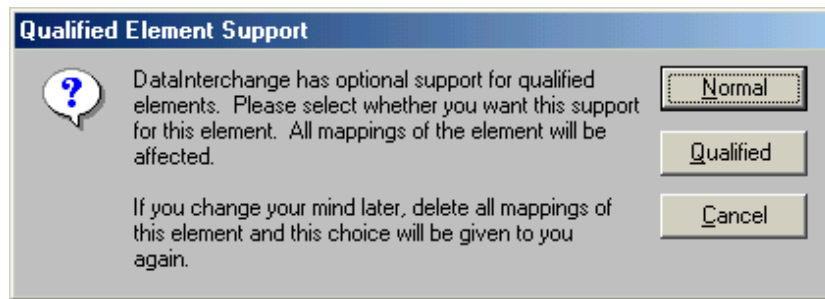 Qualified Element Support
DataInterchange has optional support for qualified
elements. Please select whether you want this support
for this element. All mappings of the element will be
affected.
If you change your mind later, delete all mappings of
this element and this choice will be given to you
again.
Normal
Qualified
Cancel